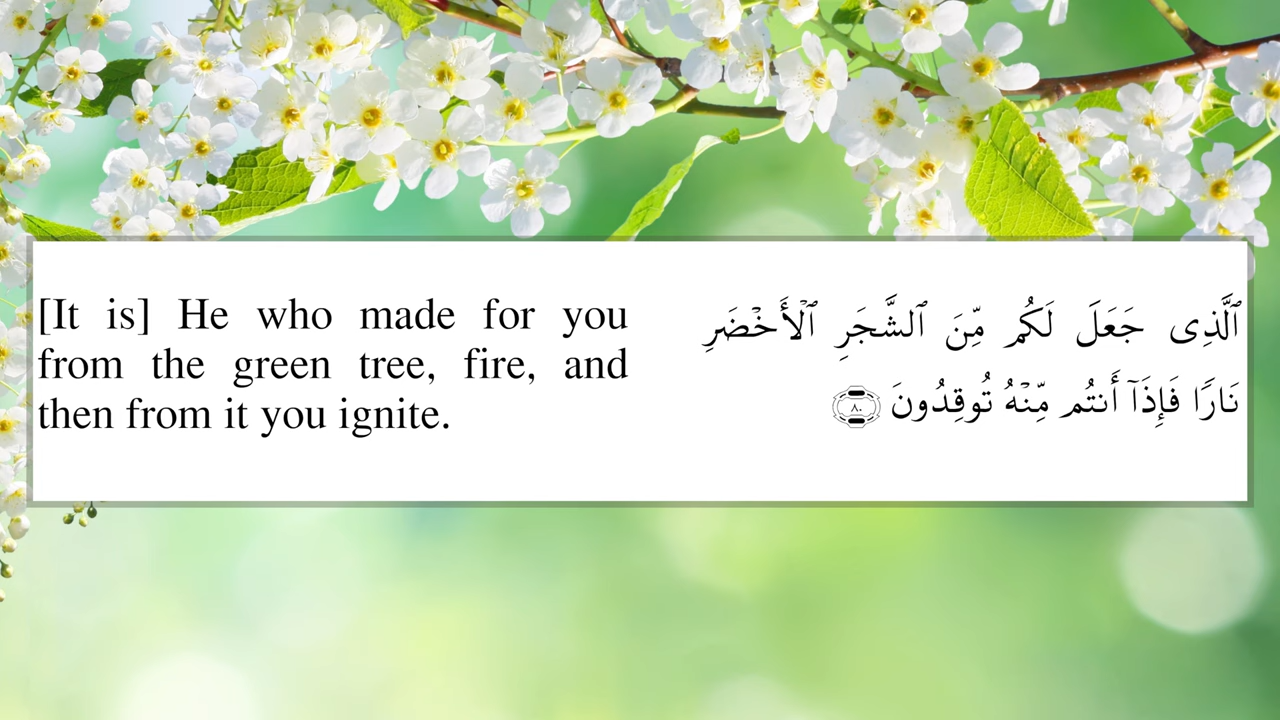 [It is] He who made for you
from the green tree, fire, and
then from it you ignite.
ٱلَّذِى جَعَلَ لَكُم مِّنَ ٱلشَّجَرِ ٱلْأَخْضَرِ
نَارًا فَإِذَآ أَنتُم مِّنْهُ تُوقِدُونَ ٨٠